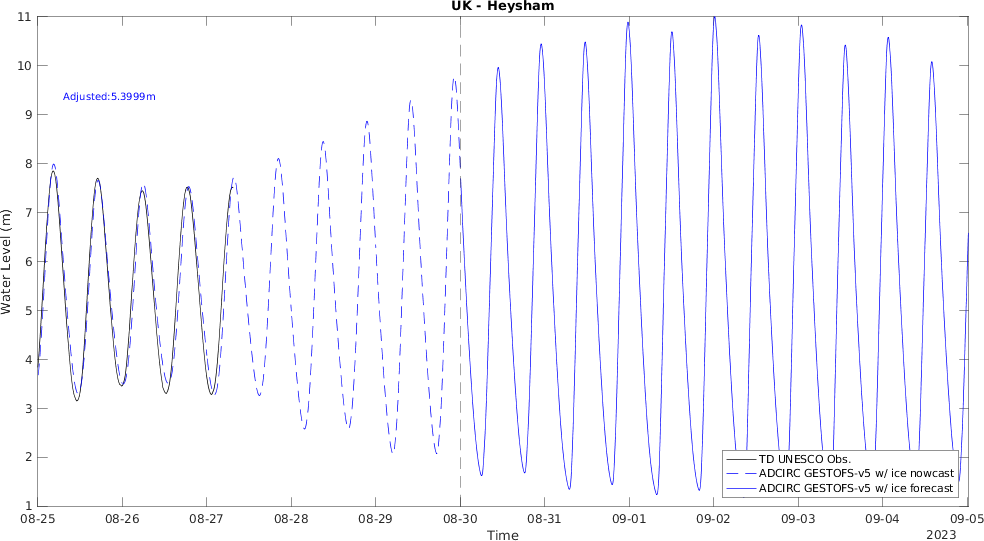 UK - Heysham
11
10
9
8
7
6
5
4
3
2
1
Water Level (m)
Adjusted:5.3999m
TD UNESCO Obs.
ADCIRC GESTOFS-v5 w/ ice nowcast
ADCIRC GESTOFS-v5 w/ ice forecast
08-25 08-26 08-27 08-28 08-29 08-30 08-31 09-01 09-02 09-03 09-04 09-05
Time
2023